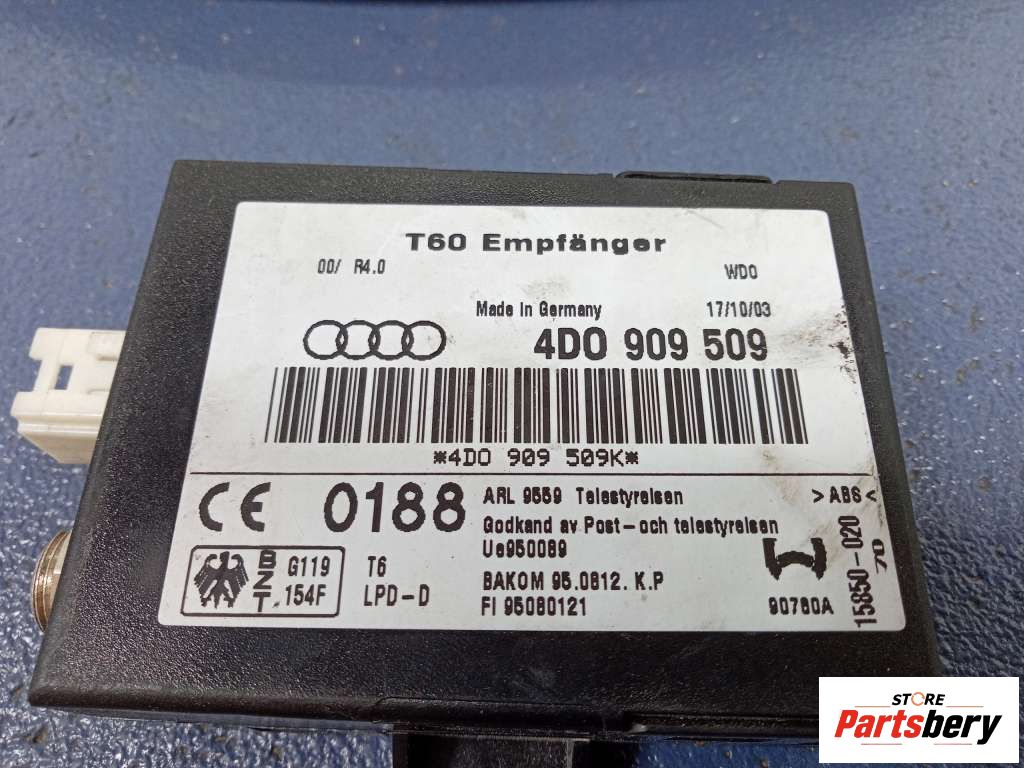 T60 Empfänger
00/ R4.0
WD0
Made in Germany
17/10/03
4D0 909 509
*4D0 909 509K*
CE 0188
ARL 9559 Telestyrelsen
>ABS<
Godkand av Post-och telestyrelsen
Ue950089
BZT G119 154F
T6
LPD-D
BAKOM 95.0812. K.P
FI 95080121
90760A
15850-020
70
STORE
Partsbery